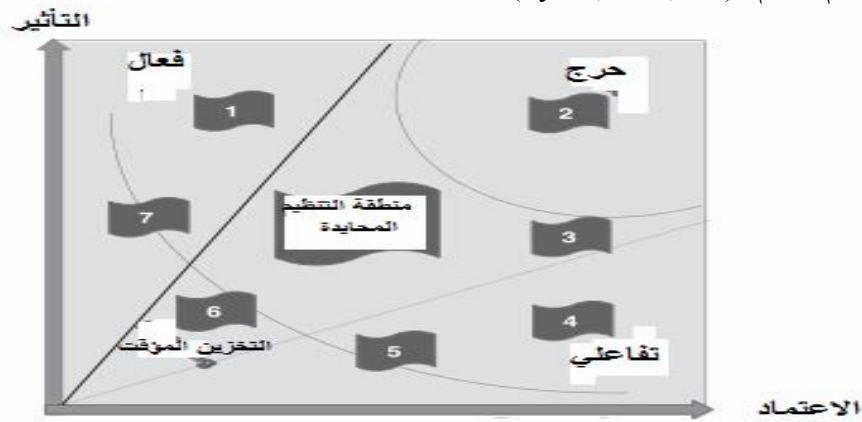 التأثير
فعال
حرج
1
2
منطقة التنظيم
المحايدة
7
3
6
4
التخزين المؤقت
5
تفاعلي
الاعتماد